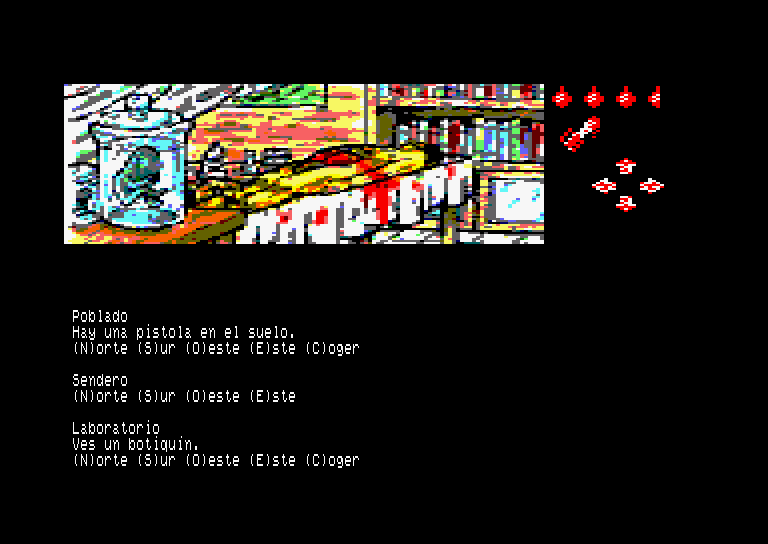 Poblado
Hay una pistola en el suelo.
(N)orte (S)ur (O)este (E)ste (C)oger
Sendero
(N)orte (S)ur (O)este (E)ste
Laboratorio
Ves un botiquin.
(N)orte (S)ur (O)este (E)ste (C)oger